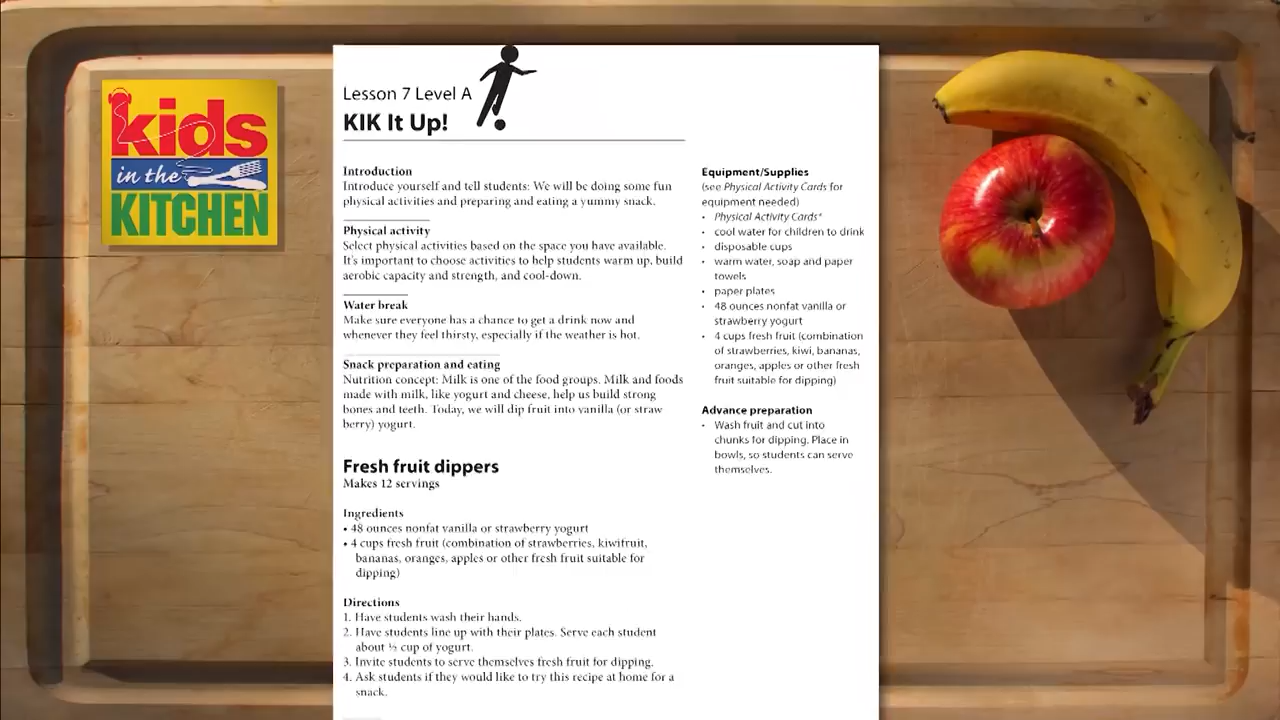 kids
in the
KITCHEN
Lesson 7 Level A
KIK It Up!
Introduction
Introduce yourself and tell students: We will be doing some fun
physical activities and preparing and eating a yummy snack.
Physical activity
Select physical activities based on the space you have available.
It's important to choose activities to help students warm up, build
aerobic capacity and strength, and cool-down.
Water break
Make sure everyone has a chance to get a drink now and
whenever they feel thirsty, especially if the weather is hot.
Snack preparation and eating
Nutrition concept: Milk is one of the food groups. Milk and foods
made with milk, like yogurt and cheese, help us build strong
bones and teeth. Today, we will dip fruit into vanilla (or straw
berry) yogurt.
Fresh fruit dippers
Makes 12 servings
Ingredients
• 48 ounces nonfat vanilla or strawberry yogurt
• 4 cups fresh fruit (combination of strawberries, kiwifruit,
bananas, oranges, apples or other fresh fruit suitable for
dipping)
Directions
1. Have students wash their hands.
2. Have students line up with their plates. Serve each student
about ½ cup of yogurt.
3. Invite students to serve themselves fresh fruit for dipping.
4. Ask students if they would like to try this recipe at home for a
snack.
Equipment/Supplies
(see Physical Activity Cards for
equipment needed)
• Physical Activity Cards*
• cool water for children to drink
• disposable cups
• warm water, soap and paper
towels
• paper plates
• 48 ounces nonfat vanilla or
strawberry yogurt
• 4 cups fresh fruit (combination
of strawberries, kiwi, bananas,
oranges, apples or other fresh
fruit suitable for dipping)
Advance preparation
• Wash fruit and cut into
chunks for dipping. Place in
bowls, so students can serve
themselves.